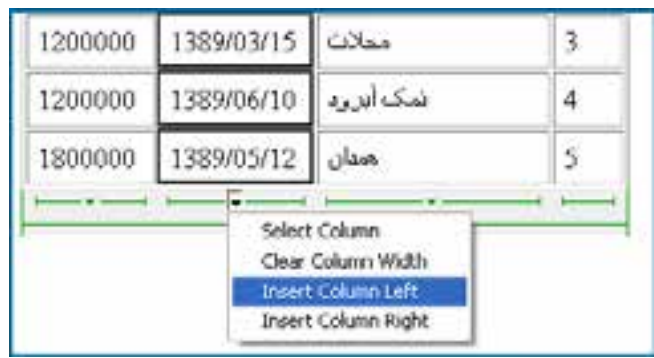 3 محلات 1389/03/15 1200000
4 نمک آبرود 1389/06/10 1200000
5 همدان 1389/05/12 1800000
Select Column
Clear Column Width
Insert Column Left
Insert Column Right